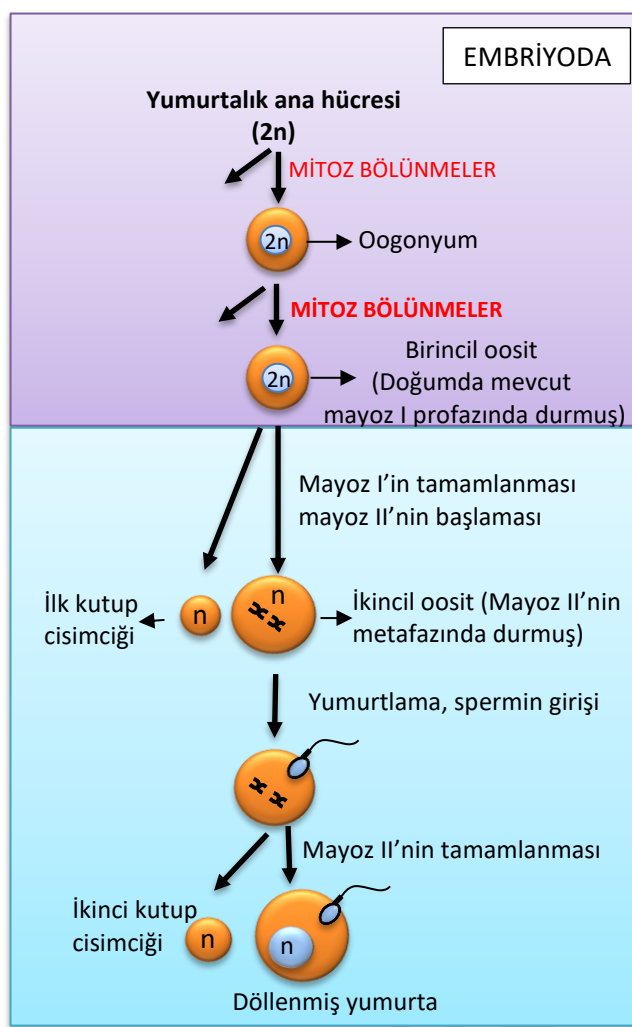 EMBRİYODA
Yumurtalık ana hücresi
(2n)
MİTOZ BÖLÜNMELER
2n
Oogonyum
MİTOZ BÖLÜNMELER
2n
Birincil oosit
(Doğumda mevcut
mayoz I profazında durmuş)
Mayoz I’in tamamlanması
mayoz II’nin başlaması
İlk kutup
cisimciği
n
n
İkincil oosit (Mayoz II’nin
metafazında durmuş)
Yumurtlama, spermin girişi
Mayoz II’nin tamamlanması
İkinci kutup
cisimciği
n
n
Döllenmiş yumurta